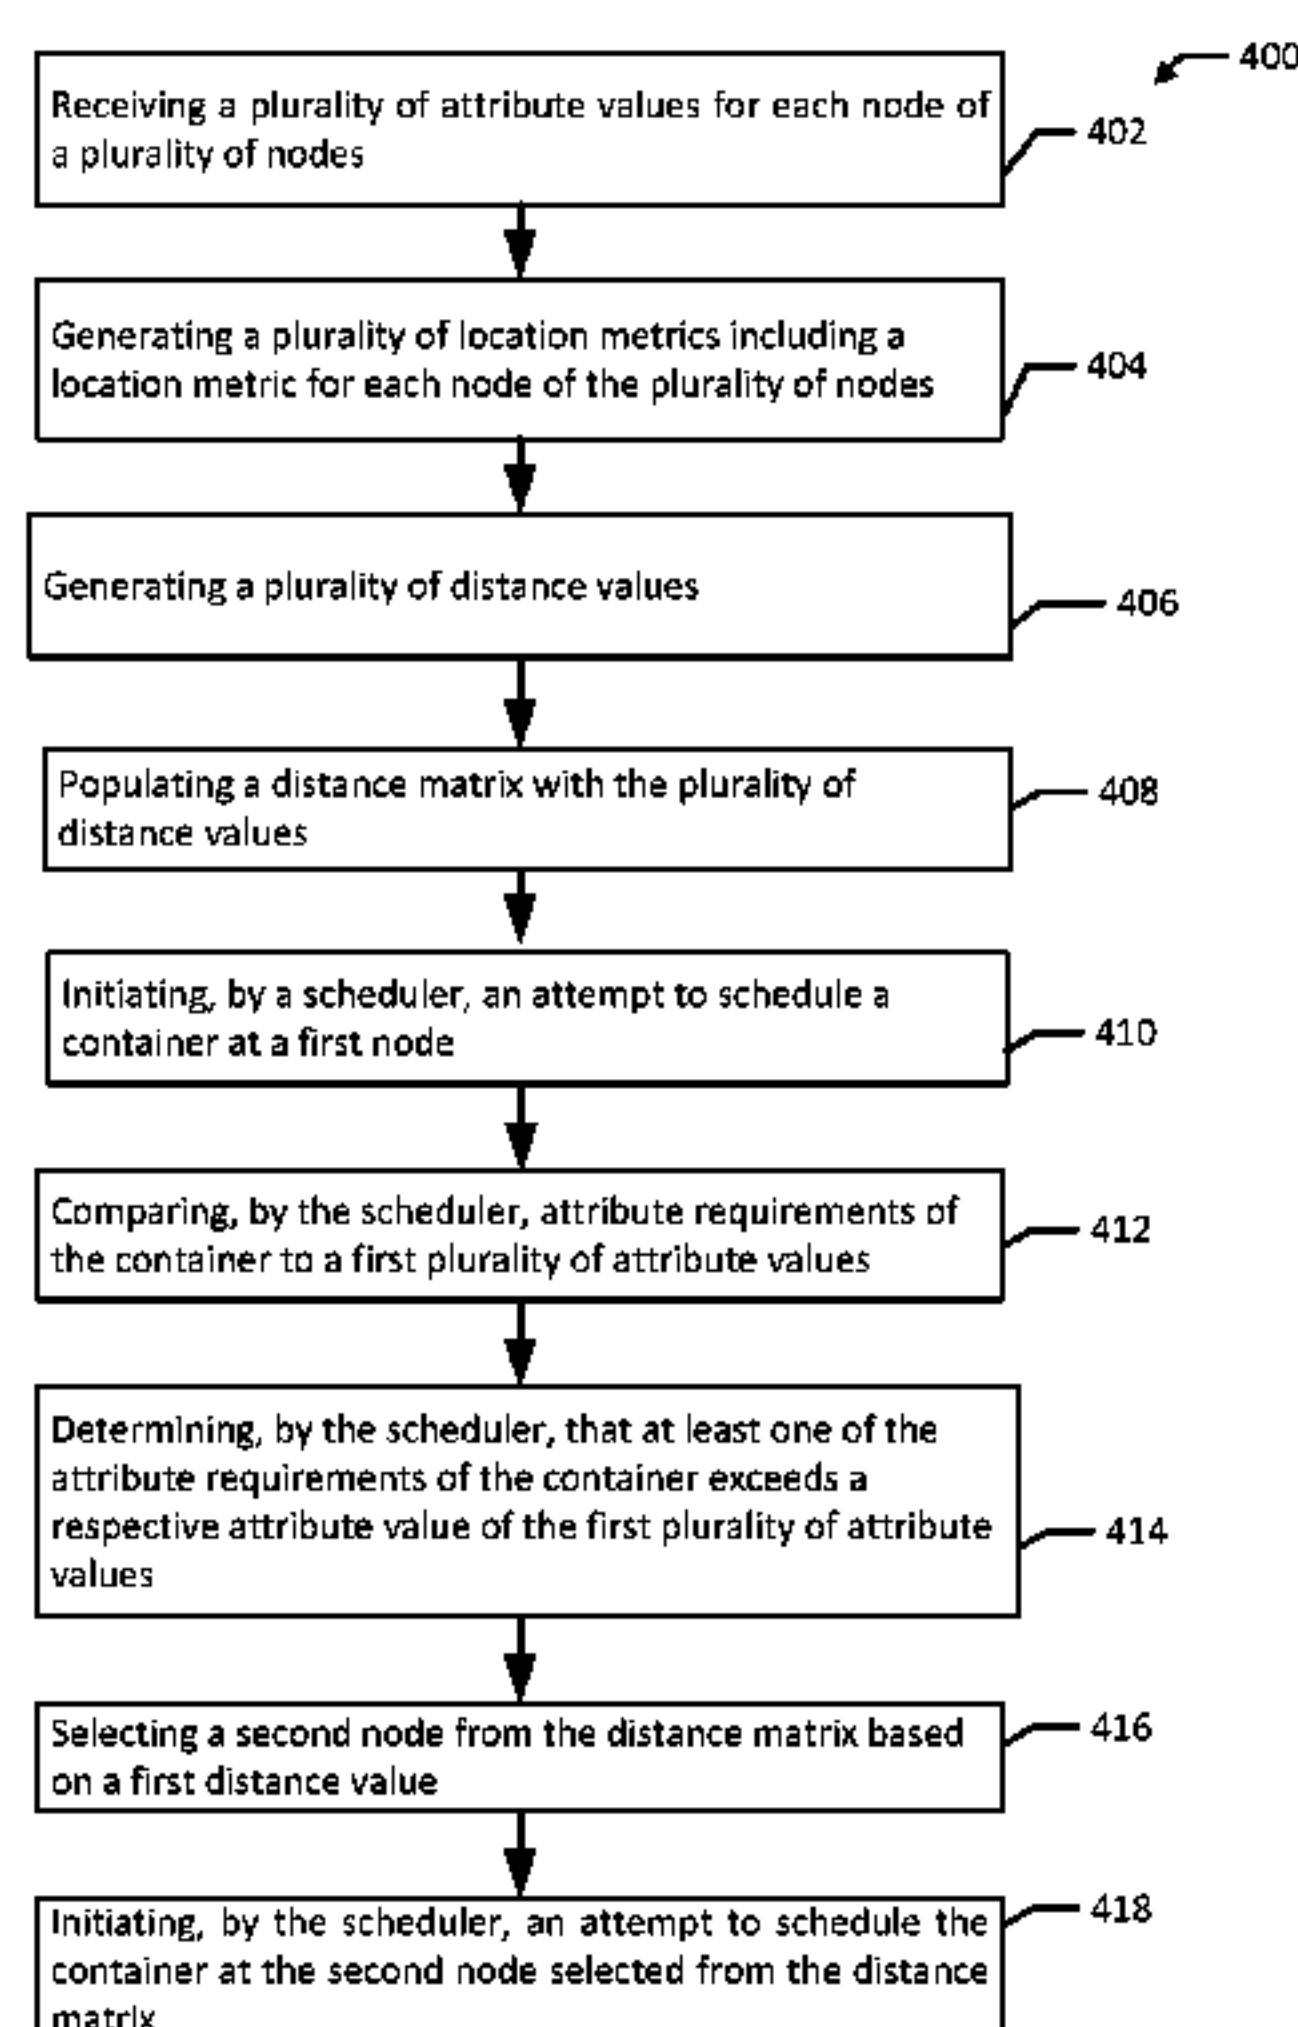 400
Receiving a plurality of attribute values for each node of
a plurality of nodes
402
Generating a plurality of location metrics including a
location metric for each node of the plurality of nodes
404
Generating a plurality of distance values
406
Populating a distance matrix with the plurality of
distance values
408
Initiating, by a scheduler, an attempt to schedule a
container at a first node
410
Comparing, by the scheduler, attribute requirements of
the container to a first plurality of attribute values
412
Determining, by the scheduler, that at least one of the
attribute requirements of the container exceeds a
respective attribute value of the first plurality of attribute
values
414
Selecting a second node from the distance matrix based
on a first distance value
416
Initiating, by the scheduler, an attempt to schedule the
container at the second node selected from the distance
matrix
418